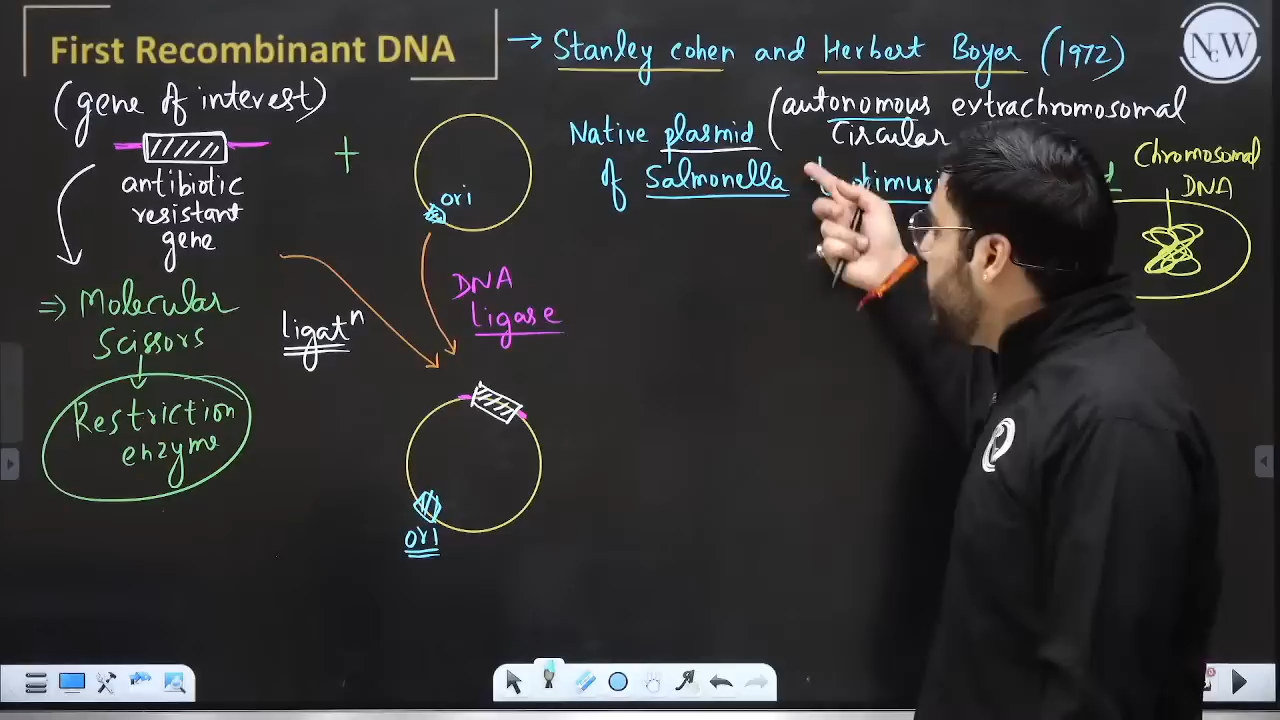 First Recombinant DNA
→ Stanley cohen and Herbert Boyer (1972)
NcW
(gene of interest)
antibiotic
resistant
gene
+
ori
Native plasmid (autonomous extrachromosomal
Circular
of Salmonella
Chromosomal
DNA
⇒ Molecular
Scissors
Restriction
enzyme
ligatⁿ
DNA
ligase
ori